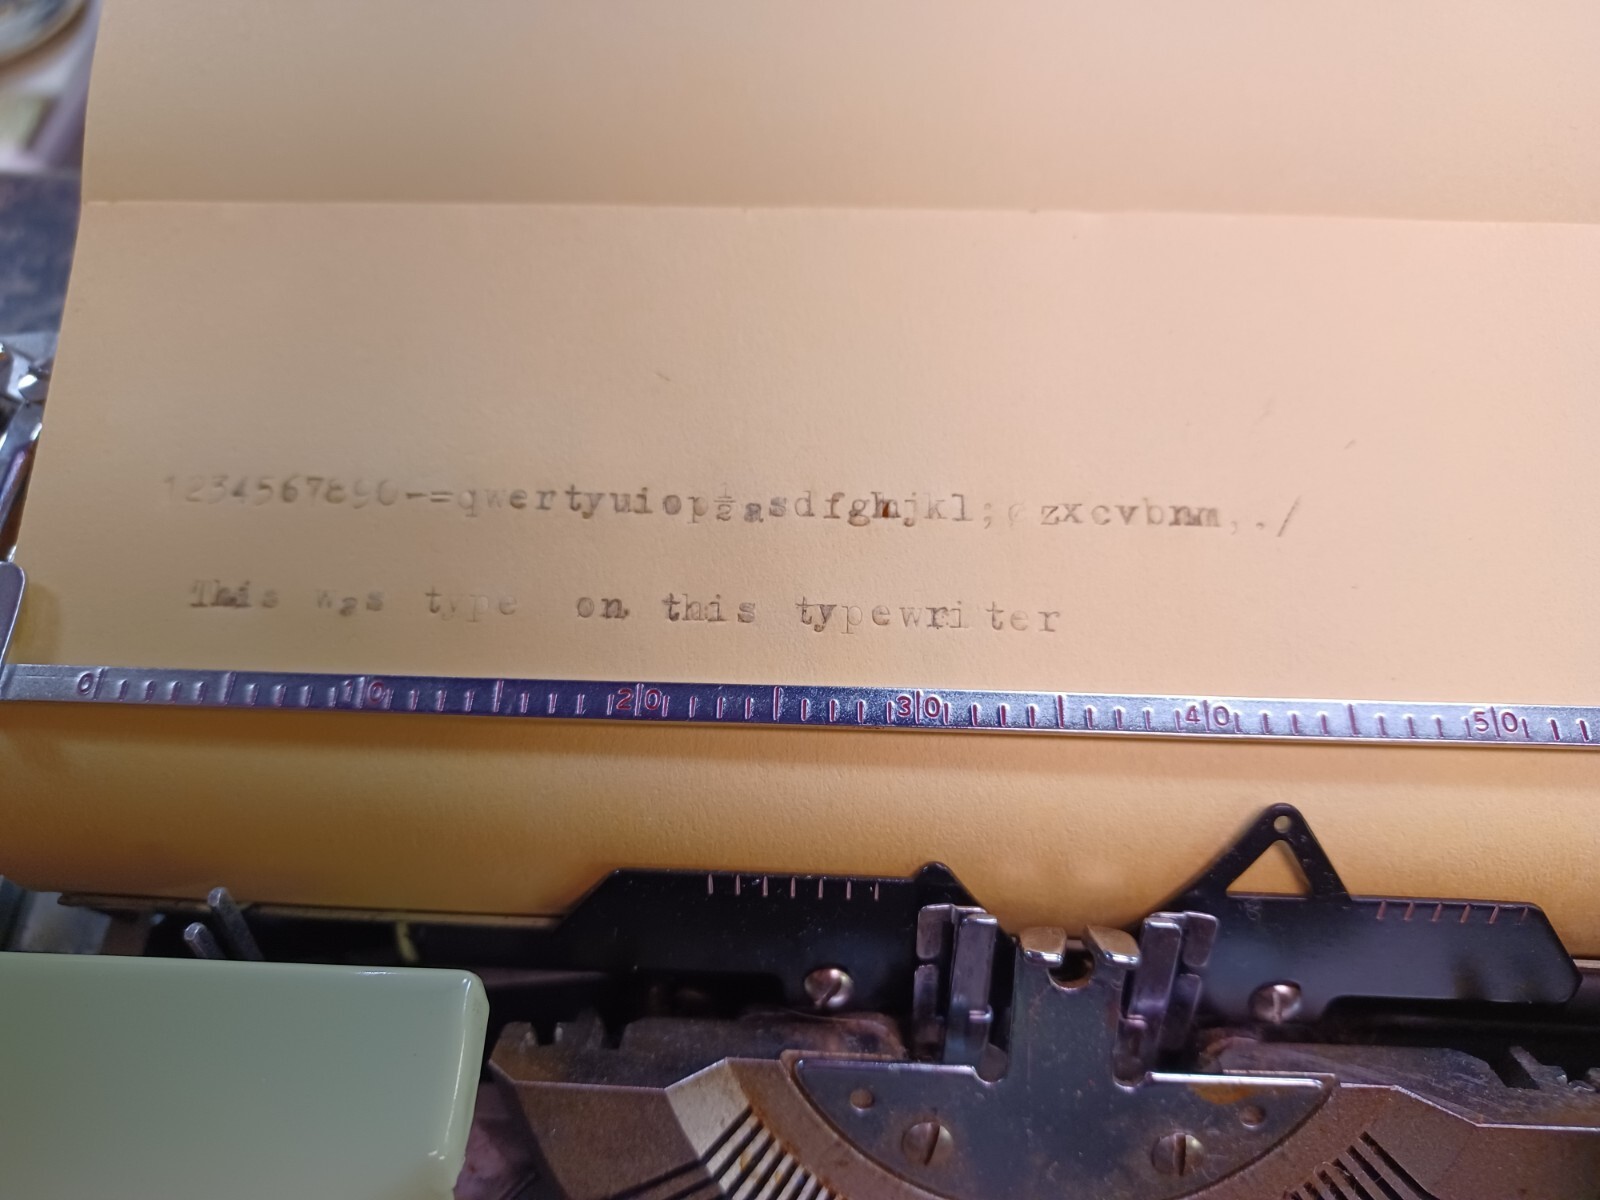 1234567890-=qwertyuiop½asdfghjkl; zxcvbnm,./
This was type on this typewriter
0 10 20 30 40 50